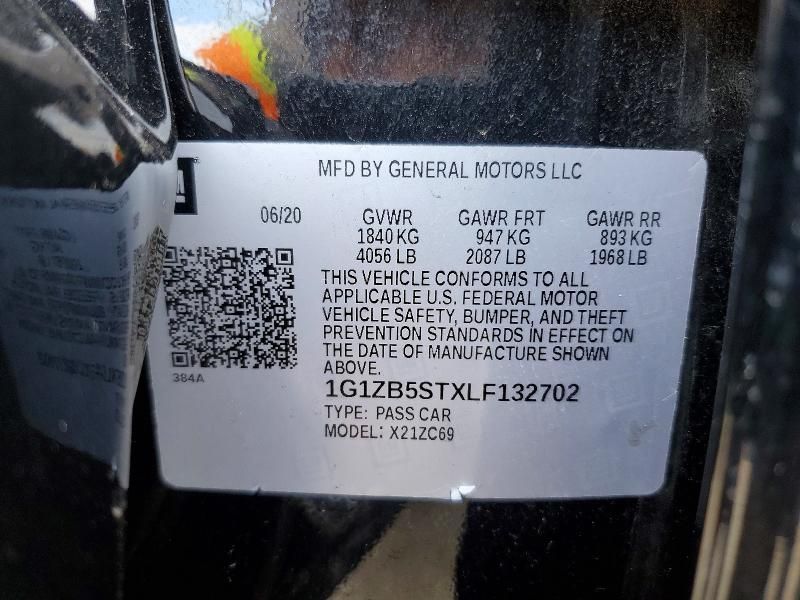 MFD BY GENERAL MOTORS LLC
06/20 GVWR GAWR FRT GAWR RR
1840 KG 947 KG 893 KG
4056 LB 2087 LB 1968 LB
THIS VEHICLE CONFORMS TO ALL
APPLICABLE U.S. FEDERAL MOTOR
VEHICLE SAFETY, BUMPER, AND THEFT
PREVENTION STANDARDS IN EFFECT ON
THE DATE OF MANUFACTURE SHOWN
ABOVE.
384A
1G1ZB5STXLF132702
TYPE: PASS CAR
MODEL: X21ZC69